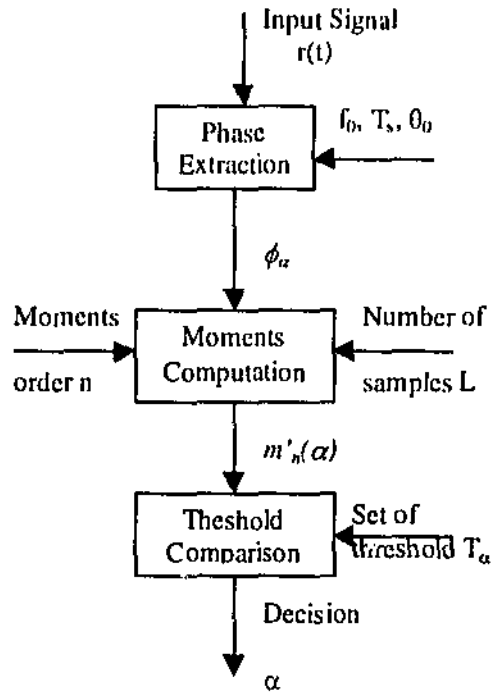 Input Signal
r(t)
Phase
Extraction
f₀, Tₛ, θ₀
ϕα
Moments
order n
Moments
Computation
Number of
samples L
m'ₙ(α)
Theshold
Comparison
Set of
threshold Tα
Decision
α